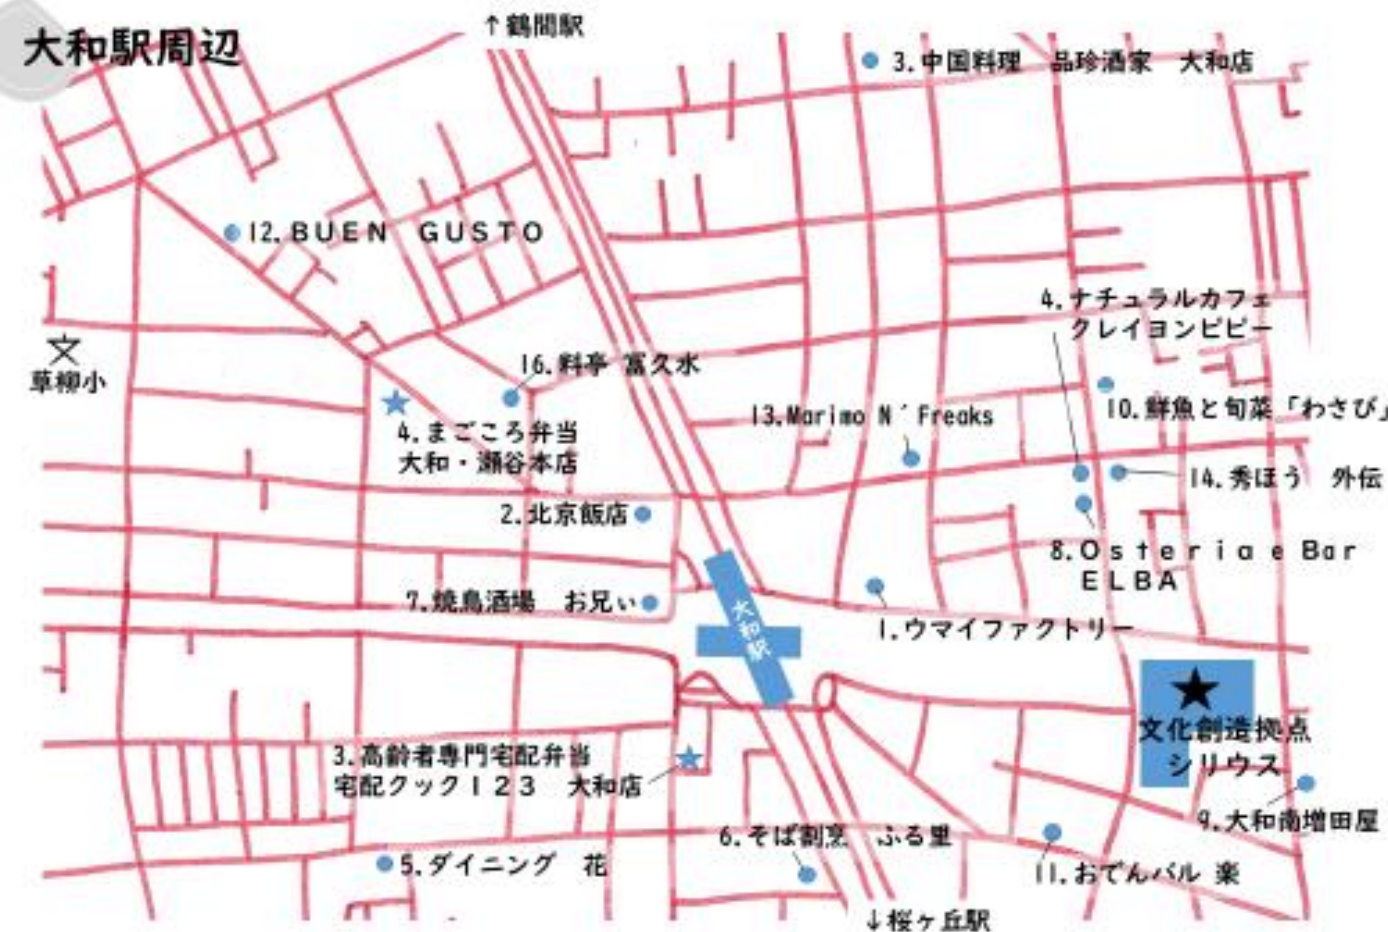 大和駅周辺
↑鶴間駅
3.中国料理　品珍酒家　大和店
12.ＢＵＥＮ　ＧＵＳＴＯ
4.ナチュラルカフェ
クレイヨンピピー
草柳小
16.料亭 冨久水
10.鮮魚と旬菜「わさび」
13.Marimo N´Freaks
4.まごころ弁当
大和・瀬谷本店
14.秀ほう　外伝
2.北京飯店
8.Ｏｓｔｅｒｉａ ｅ Bar
ＥＬＢＡ
7.焼鳥酒場　お兄ぃ
大和駅
1.ウマイファクトリー
文化創造拠点
シリウス
3.高齢者専門宅配弁当
宅配クック１２３　大和店
9.大和南増田屋
6.そば割烹　ふる里
5.ダイニング　花
11.おでんバル 楽
↓桜ヶ丘駅